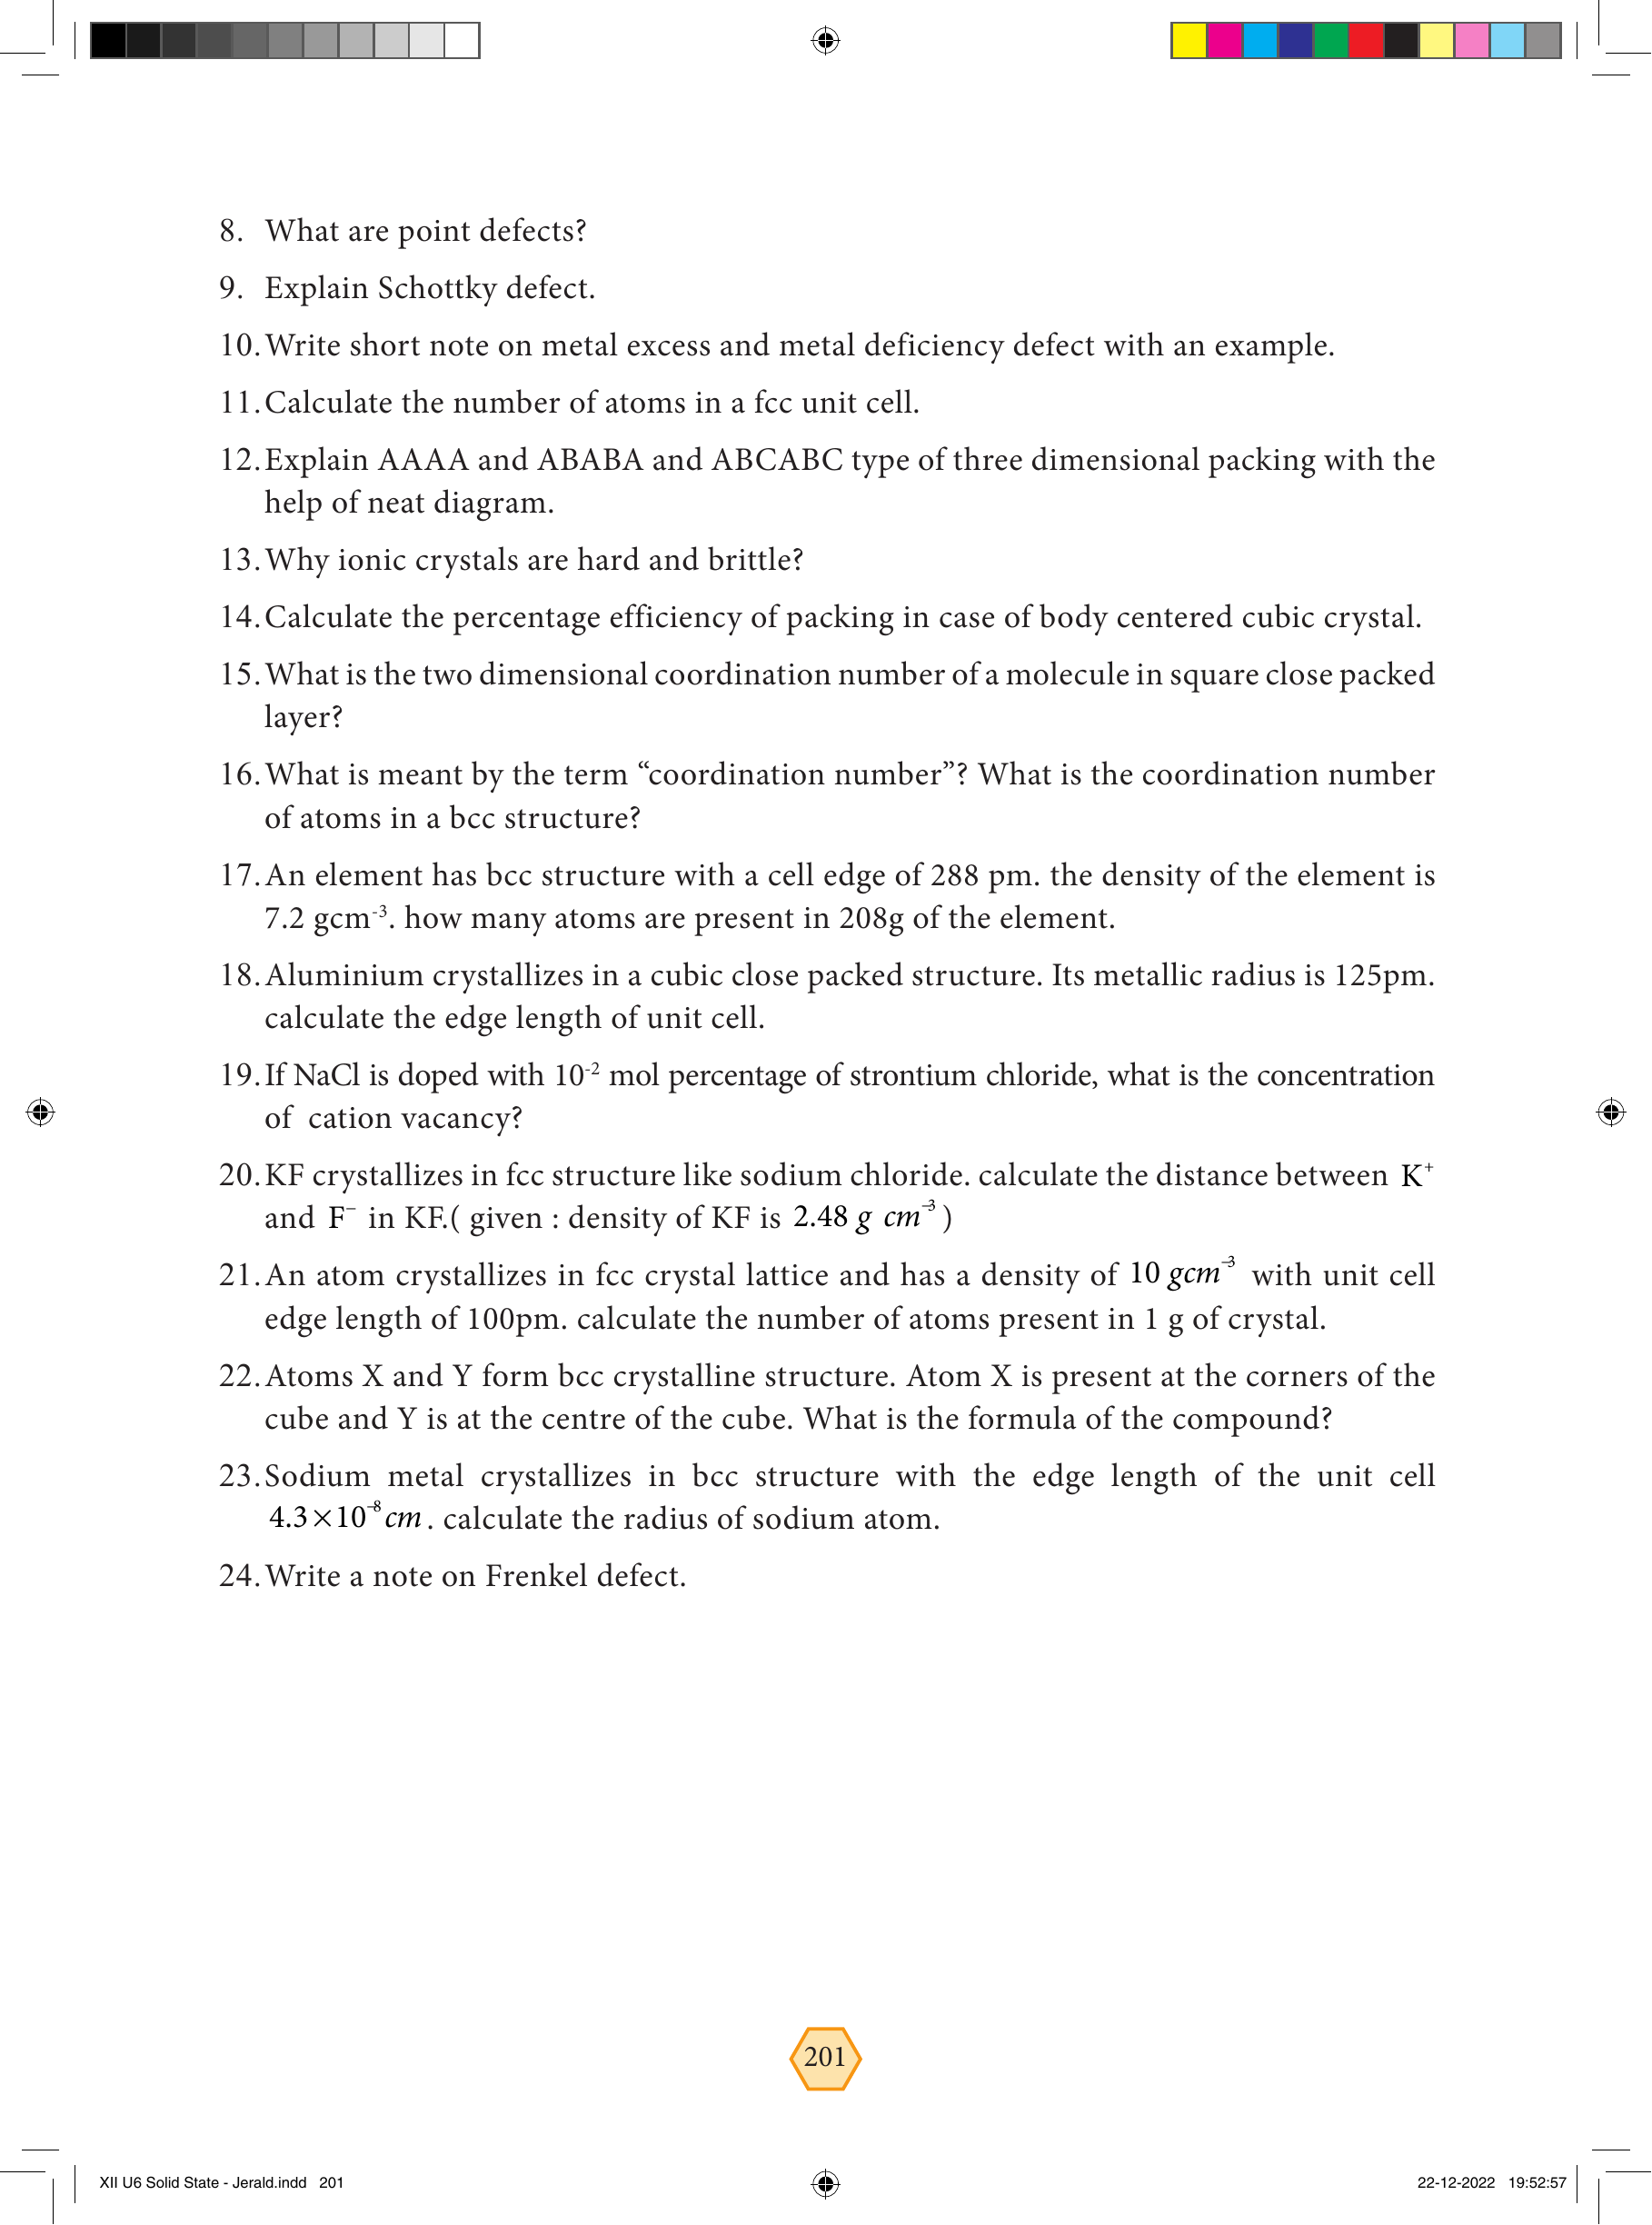 8. What are point defects?
9. Explain Schottky defect.
10. Write short note on metal excess and metal deficiency defect with an example.
11. Calculate the number of atoms in a fcc unit cell.
12. Explain AAAA and ABABA and ABCABC type of three dimensional packing with the
help of neat diagram.
13. Why ionic crystals are hard and brittle?
14. Calculate the percentage efficiency of packing in case of body centered cubic crystal.
15. What is the two dimensional coordination number of a molecule in square close packed
layer?
16. What is meant by the term “coordination number”? What is the coordination number
of atoms in a bcc structure?
17. An element has bcc structure with a cell edge of 288 pm. the density of the element is
7.2 gcm⁻³. how many atoms are present in 208g of the element.
18. Aluminium crystallizes in a cubic close packed structure. Its metallic radius is 125pm.
calculate the edge length of unit cell.
19. If NaCl is doped with 10⁻² mol percentage of strontium chloride, what is the concentration
of cation vacancy?
20. KF crystallizes in fcc structure like sodium chloride. calculate the distance between K⁺
and F⁻ in KF.( given : density of KF is 2.48 g cm⁻³ )
21. An atom crystallizes in fcc crystal lattice and has a density of 10 gcm⁻³ with unit cell
edge length of 100pm. calculate the number of atoms present in 1 g of crystal.
22. Atoms X and Y form bcc crystalline structure. Atom X is present at the corners of the
cube and Y is at the centre of the cube. What is the formula of the compound?
23. Sodium metal crystallizes in bcc structure with the edge length of the unit cell
4.3×10⁻⁸ cm . calculate the radius of sodium atom.
24. Write a note on Frenkel defect.
201
XII U6 Solid State - Jerald.indd 201
22-12-2022 19:52:57